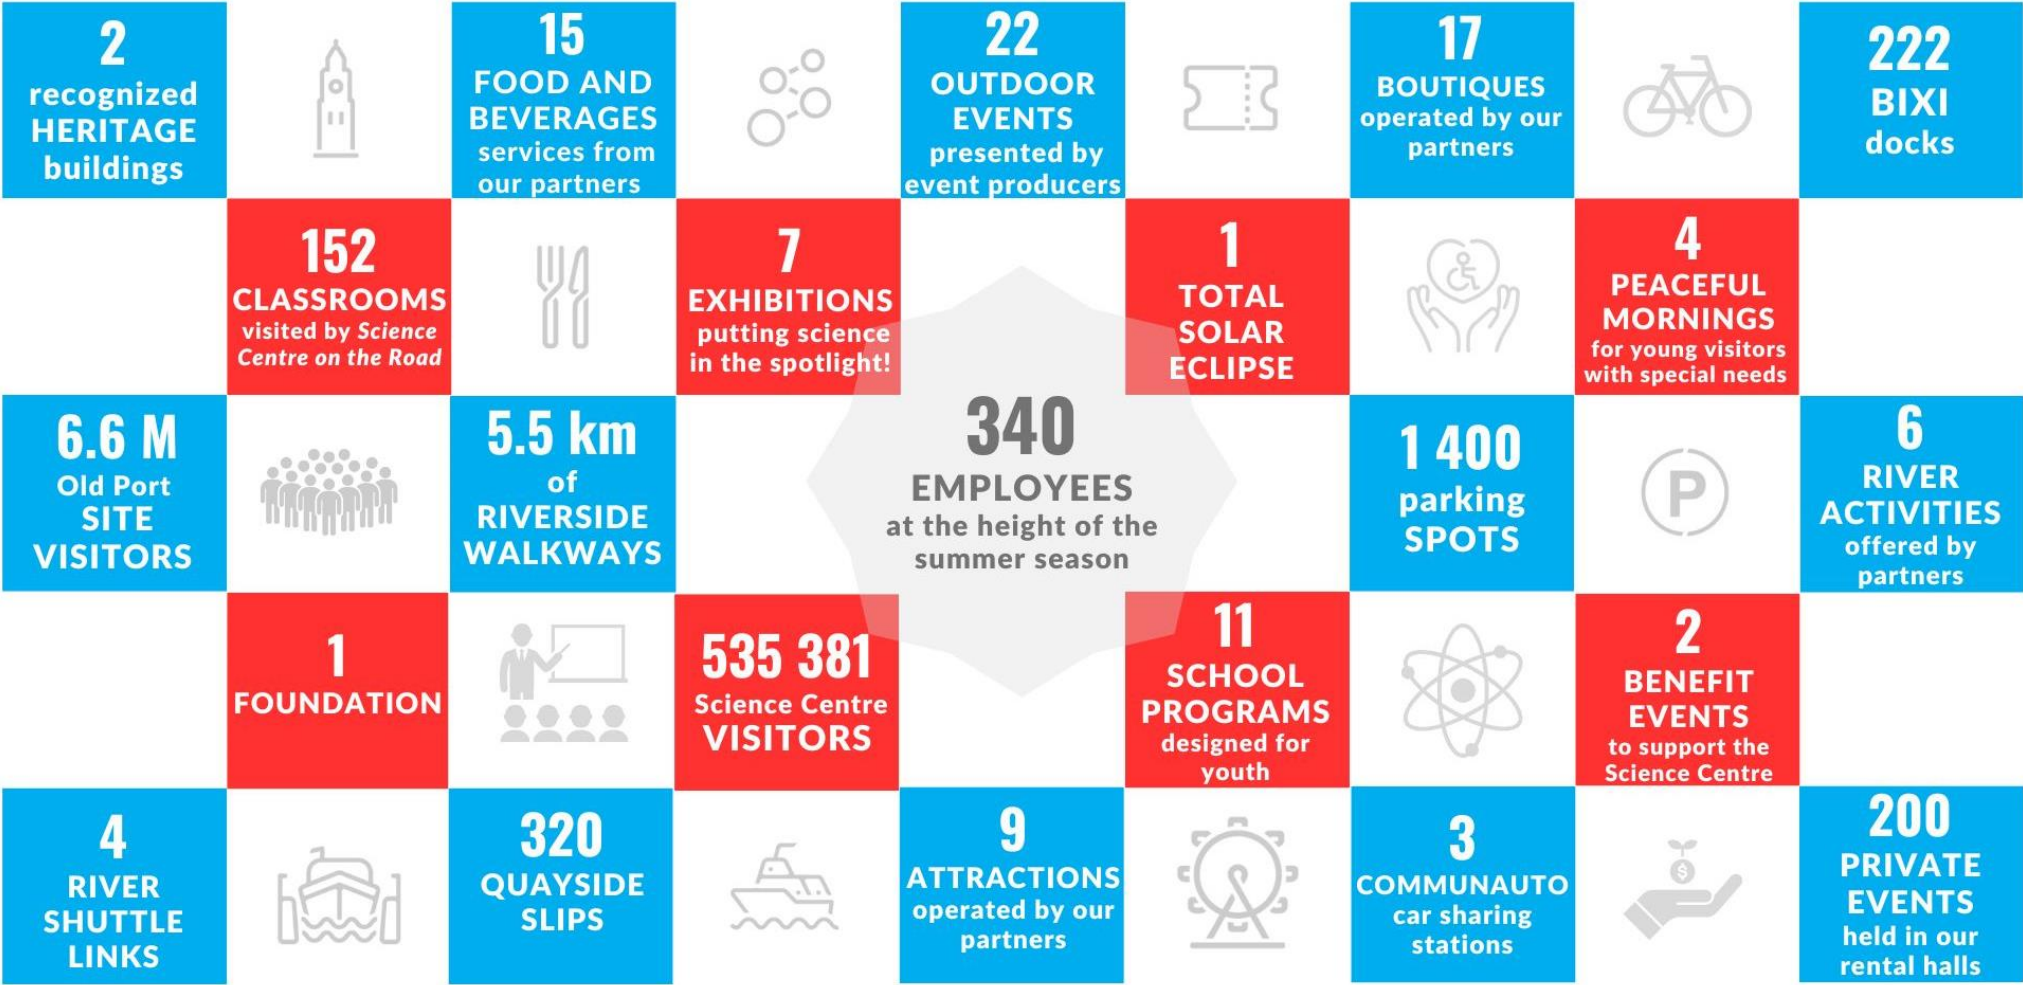 2
recognized
HERITAGE
buildings
15
FOOD AND
BEVERAGES
services from
our partners
22
OUTDOOR
EVENTS
presented by
event producers
17
BOUTIQUES
operated by our
partners
222
BIXI
docks
152
CLASSROOMS
visited by Science
Centre on the Road
7
EXHIBITIONS
putting science
in the spotlight!
1
TOTAL
SOLAR
ECLIPSE
4
PEACEFUL
MORNINGS
for young visitors
with special needs
6.6 M
Old Port
SITE
VISITORS
5.5 km
of
RIVERSIDE
WALKWAYS
340
EMPLOYEES
at the height of the
summer season
1 400
parking
SPOTS
P
6
RIVER
ACTIVITIES
offered by
partners
1
FOUNDATION
535 381
Science Centre
VISITORS
11
SCHOOL
PROGRAMS
designed for
youth
2
BENEFIT
EVENTS
to support the
Science Centre
4
RIVER
SHUTTLE
LINKS
320
QUAYSIDE
SLIPS
9
ATTRACTIONS
operated by our
partners
3
COMMUNAUTO
car sharing
stations
$
200
PRIVATE
EVENTS
held in our
rental halls